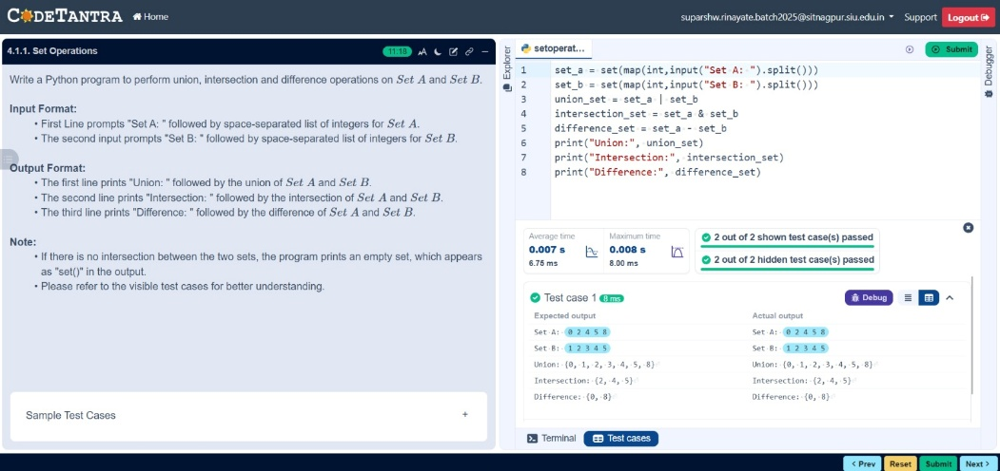 CODETANTRA Home
suparshw.rinayate.batch2025@sitnagpur.siu.edu.in Support Logout
4.1.1. Set Operations 11:18 AA
Write a Python program to perform union, intersection and difference operations on Set A and Set B.
Input Format:
• First Line prompts "Set A: " followed by space-separated list of integers for Set A.
• The second input prompts "Set B: " followed by space-separated list of integers for Set B.
Output Format:
• The first line prints "Union: " followed by the union of Set A and Set B.
• The second line prints "Intersection: " followed by the intersection of Set A and Set B.
• The third line prints "Difference: " followed by the difference of Set A and Set B.
Note:
• If there is no intersection between the two sets, the program prints an empty set, which appears
as "set()" in the output.
• Please refer to the visible test cases for better understanding.
Sample Test Cases +
Explorer
setoperat...
Submit
Debugger
1 set_a = set(map(int,input("Set A: ").split()))
2 set_b = set(map(int,input("Set B: ").split()))
3 union_set = set_a | set_b
4 intersection_set = set_a & set_b
5 difference_set = set_a - set_b
6 print("Union:", union_set)
7 print("Intersection:", intersection_set)
8 print("Difference:", difference_set)
Average time
0.007 s
6.75 ms
Maximum time
0.008 s
8.00 ms
2 out of 2 shown test case(s) passed
2 out of 2 hidden test case(s) passed
Test case 1 8 ms
Debug
Expected output
Set A: 0 2 4 5 8
Set B: 1 2 3 4 5
Union: {0, 1, 2, 3, 4, 5, 8}
Intersection: {2, 4, 5}
Difference: {0, 8}
Actual output
Set A: 0 2 4 5 8
Set B: 1 2 3 4 5
Union: {0, 1, 2, 3, 4, 5, 8}
Intersection: {2, 4, 5}
Difference: {0, 8}
Terminal Test cases
< Prev Reset Submit Next >